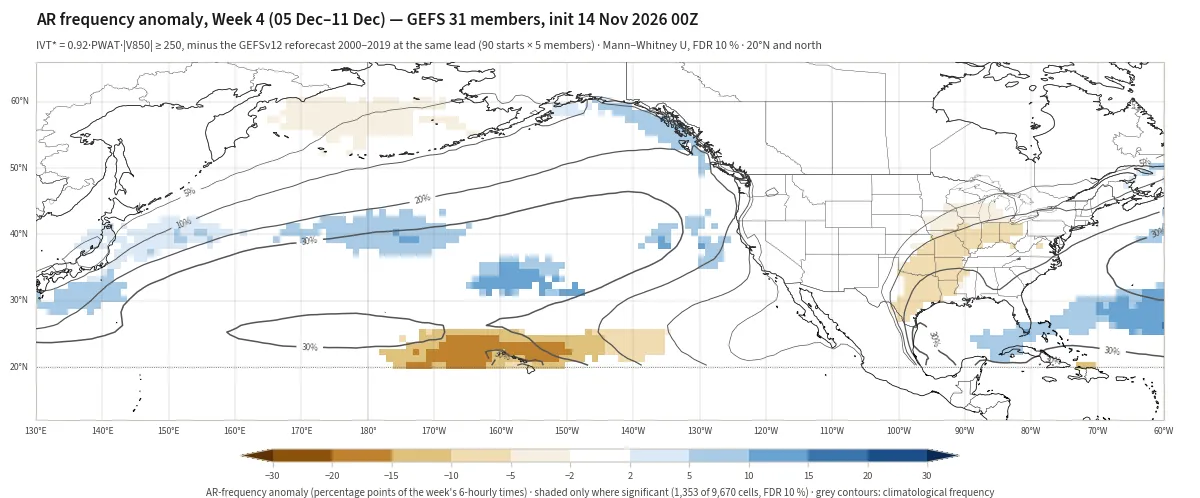 AR frequency anomaly, Week 4 (05 Dec–11 Dec) — GEFS 31 members, init 14 Nov 2026 00Z
IVT* = 0.92·PWAT·|V850| ≥ 250, minus the GEFSv12 reforecast 2000–2019 at the same lead (90 starts × 5 members) · Mann–Whitney U, FDR 10 % · 20°N and north
60°N
5%
50°N
5%
20%
10%
30%
40°N
30%
30°N
30%
30%
30%
20°N
130°E 140°E 150°E 160°E 170°E 180° 170°W 160°W 150°W 140°W 130°W 120°W 110°W 100°W 90°W 80°W 70°W 60°W
−30 −20 −15 −10 −5 −2 2 5 10 15 20 30
AR-frequency anomaly (percentage points of the week's 6-hourly times) · shaded only where significant (1,353 of 9,670 cells, FDR 10 %) · grey contours: climatological frequency